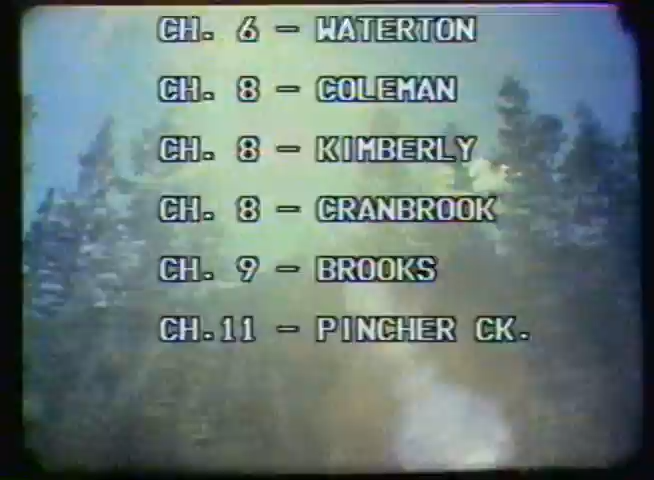 CH. 6 - WATERTON
CH. 8 - COLEMAN
CH. 8 - KIMBERLY
CH. 8 - CRANBROOK
CH. 9 - BROOKS
CH.11 - PINCHER CK.